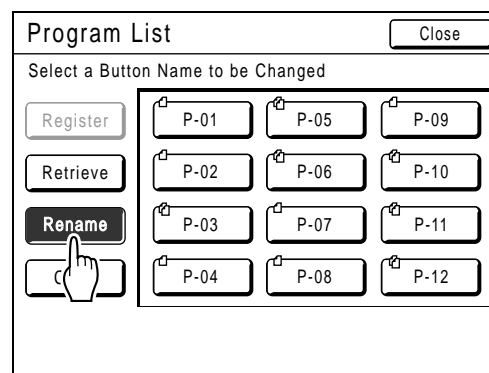 Program List
Close
Select a Button Name to be Changed
Register
P-01
P-05
P-09
Retrieve
P-02
P-06
P-10
Rename
P-03
P-07
P-11
P-04
P-08
P-12